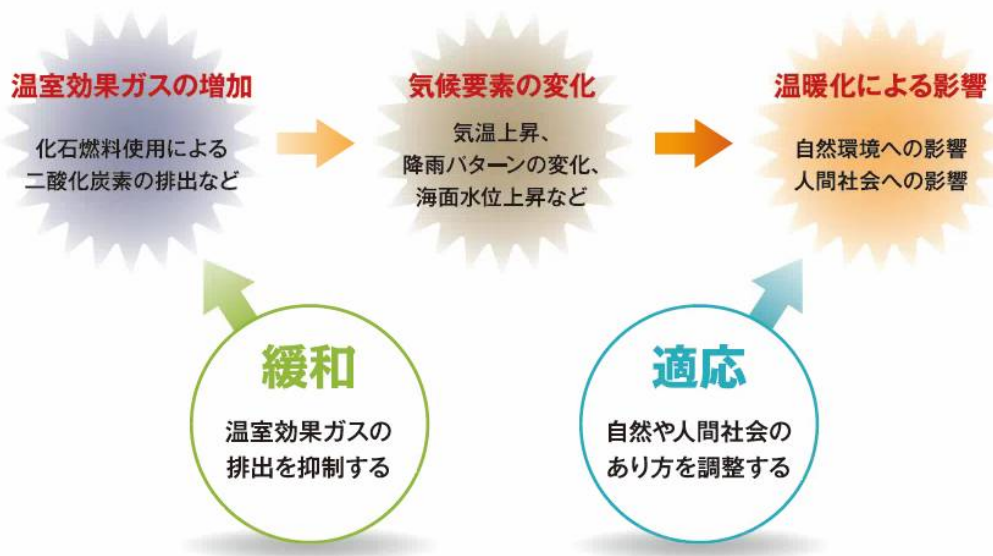 温室効果ガスの増加
化石燃料使用による
二酸化炭素の排出など
気候要素の変化
気温上昇、
降雨パターンの変化、
海面水位上昇など
温暖化による影響
自然環境への影響
人間社会への影響
緩和
温室効果ガスの
排出を抑制する
適応
自然や人間社会の
あり方を調整する